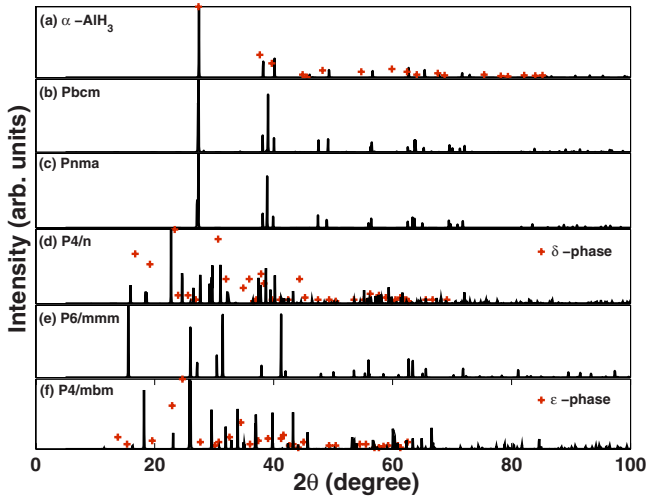 (a) α −AlH₃
(b) Pbcm
(c) Pnma
(d) P4/n
+ δ −phase
(e) P6/mmm
(f) P4/mbm
+ ε −phase
Intensity (arb. units)
0 20 40 60 80 100
2θ (degree)